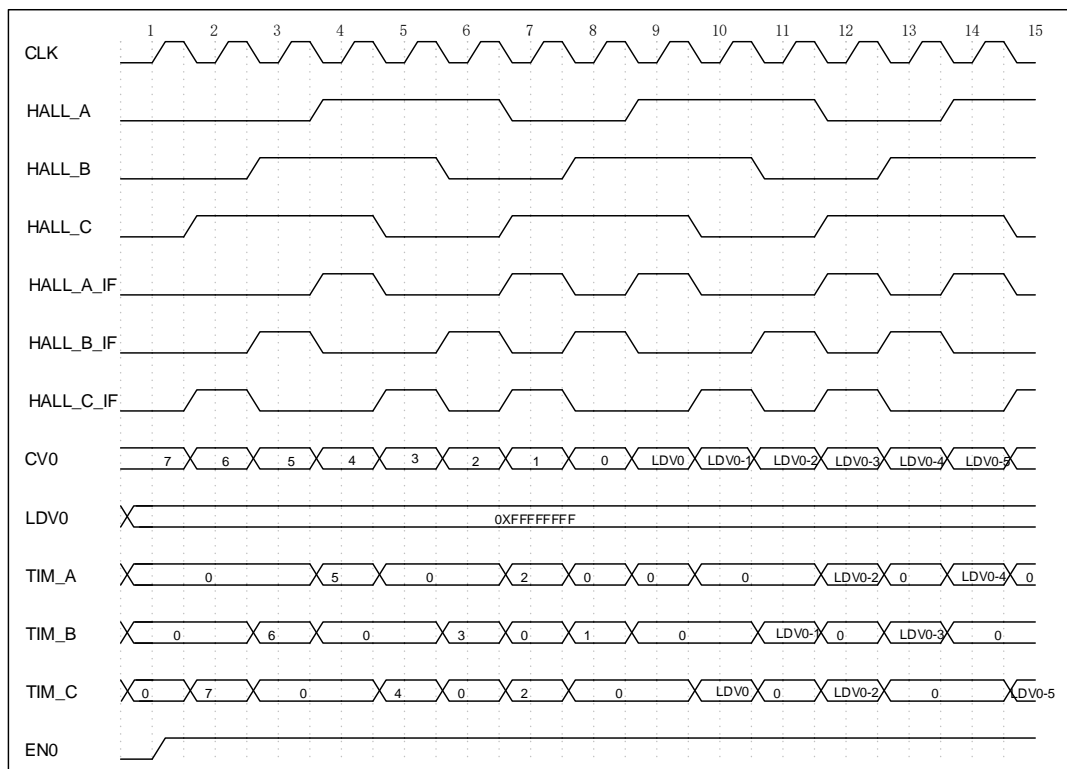 1 2 3 4 5 6 7 8 9 10 11 12 13 14 15
CLK
HALL_A
HALL_B
HALL_C
HALL_A_IF
HALL_B_IF
HALL_C_IF
CV0 7 6 5 4 3 2 1 0 LDV0 LDV0-1 LDV0-2 LDV0-3 LDV0-4 LDV0-5
LDV0 0XFFFFFFFF
TIM_A 0 5 0 2 0 0 0 LDV0-2 0 LDV0-4 0
TIM_B 0 6 0 3 0 1 0 LDV0-1 0 LDV0-3 0
TIM_C 0 7 0 4 0 2 0 LDV0 0 LDV0-2 0 LDV0-5
EN0